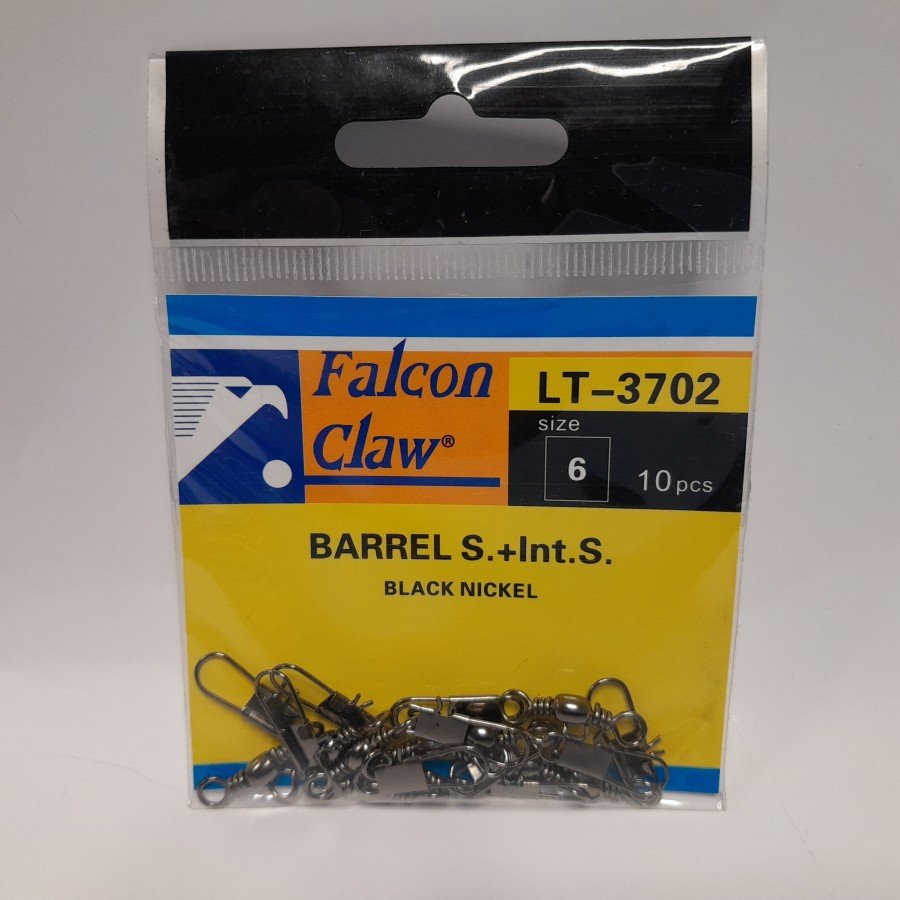 Falcon
Claw®
LT-3702
size
6
10pcs
BARREL S.+Int.S.
BLACK NICKEL